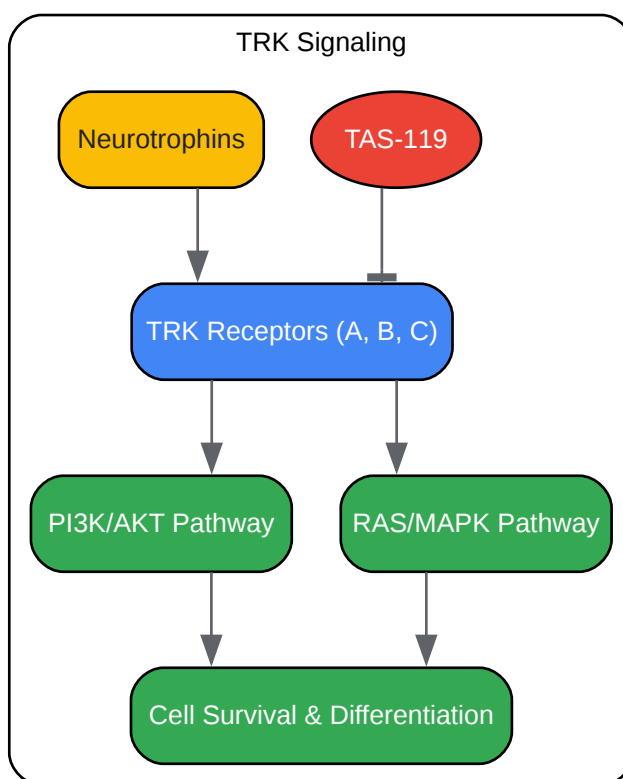 TRK Signaling
Neurotrophins
TAS-119
TRK Receptors (A, B, C)
PI3K/AKT Pathway
RAS/MAPK Pathway
Cell Survival & Differentiation